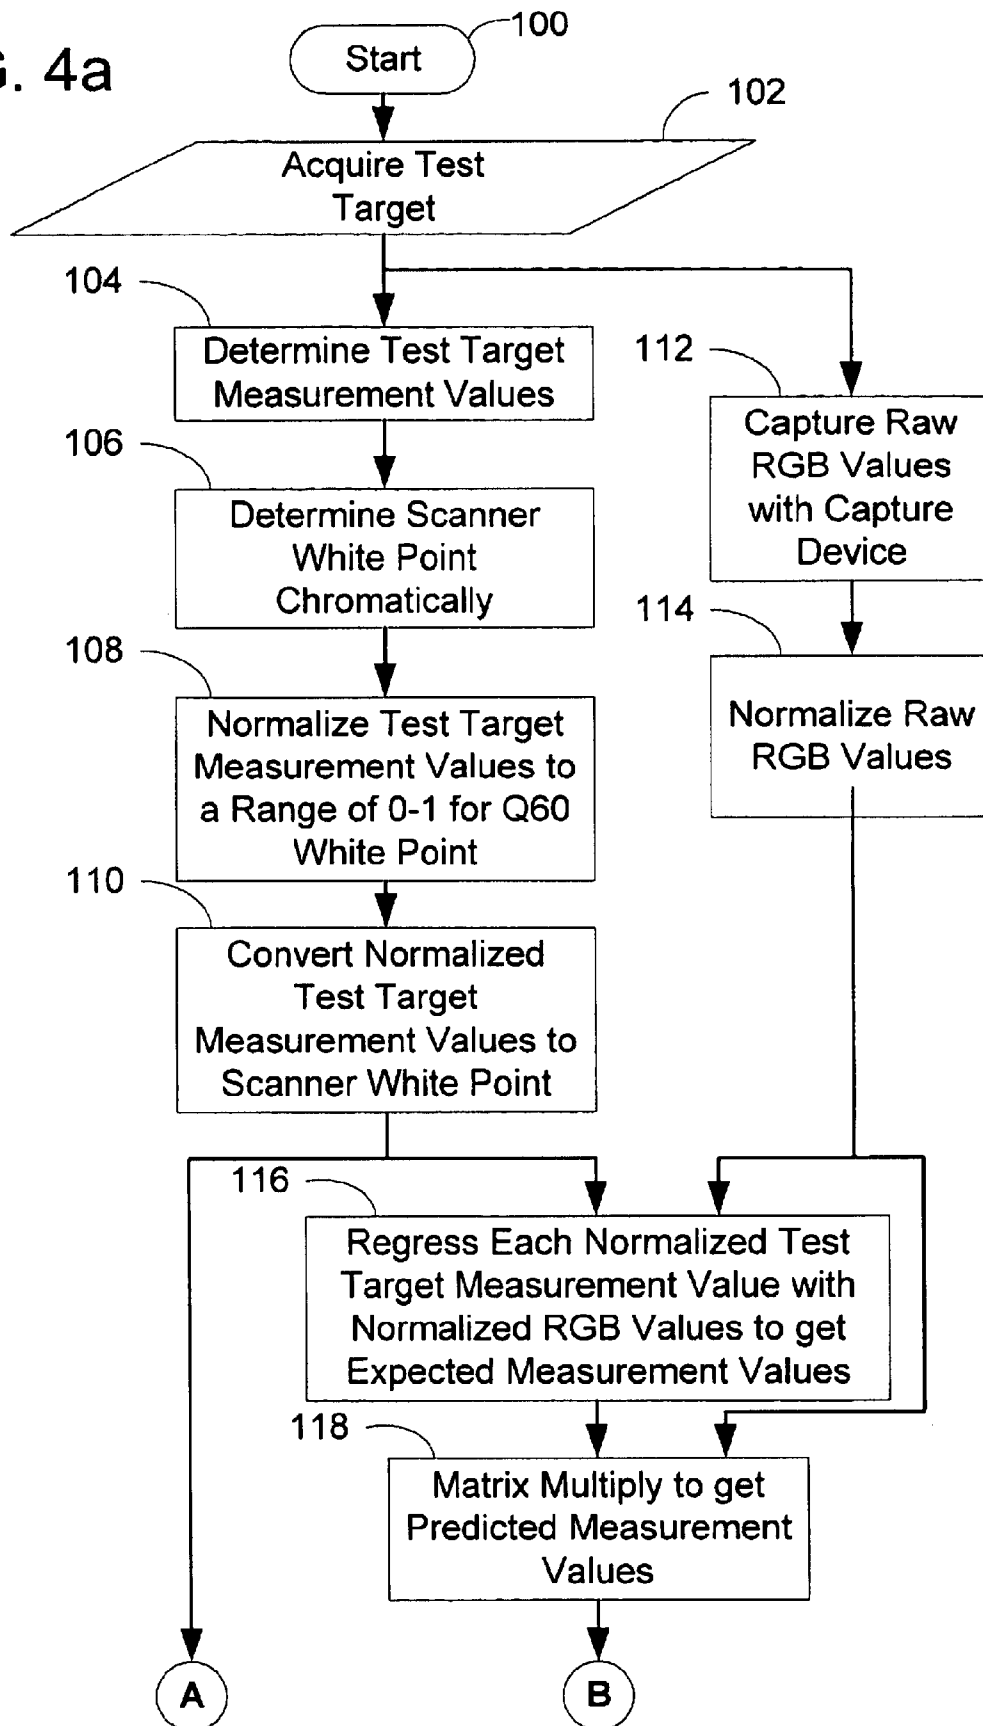 . 4a
100
Start
102
Acquire Test
Target
104
Determine Test Target
Measurement Values
112
Capture Raw
RGB Values
with Capture
Device
106
Determine Scanner
White Point
Chromatically
114
Normalize Raw
RGB Values
108
Normalize Test Target
Measurement Values to
a Range of 0-1 for Q60
White Point
110
Convert Normalized
Test Target
Measurement Values to
Scanner White Point
116
Regress Each Normalized Test
Target Measurement Value with
Normalized RGB Values to get
Expected Measurement Values
118
Matrix Multiply to get
Predicted Measurement
Values
A
B